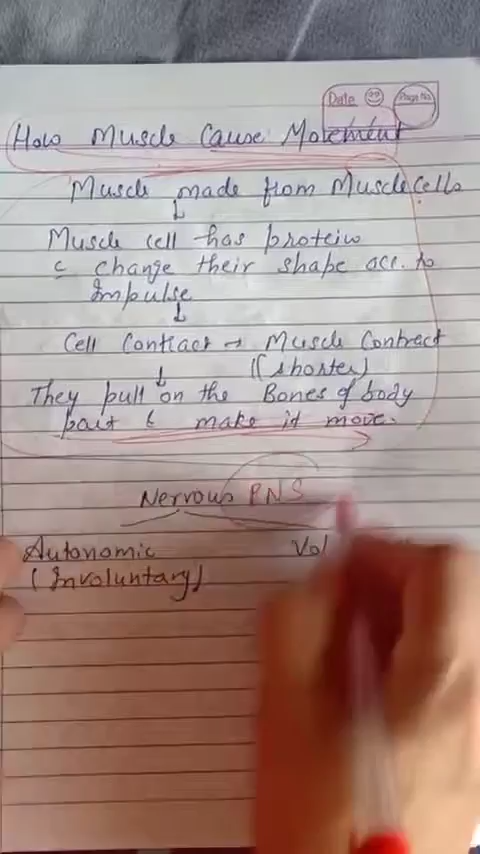 Date Page No.
How Muscle Cause Movement
Muscle made from Muscle cells
↓
Muscle cell has protein
c change their shape acc. to
Impulse
↓
Cell Contract → Muscle Contract
↓ (shorter)
They pull on the Bones of body
part & make it move.
Nervous PNS
Autonomic Vol
(Involuntary)